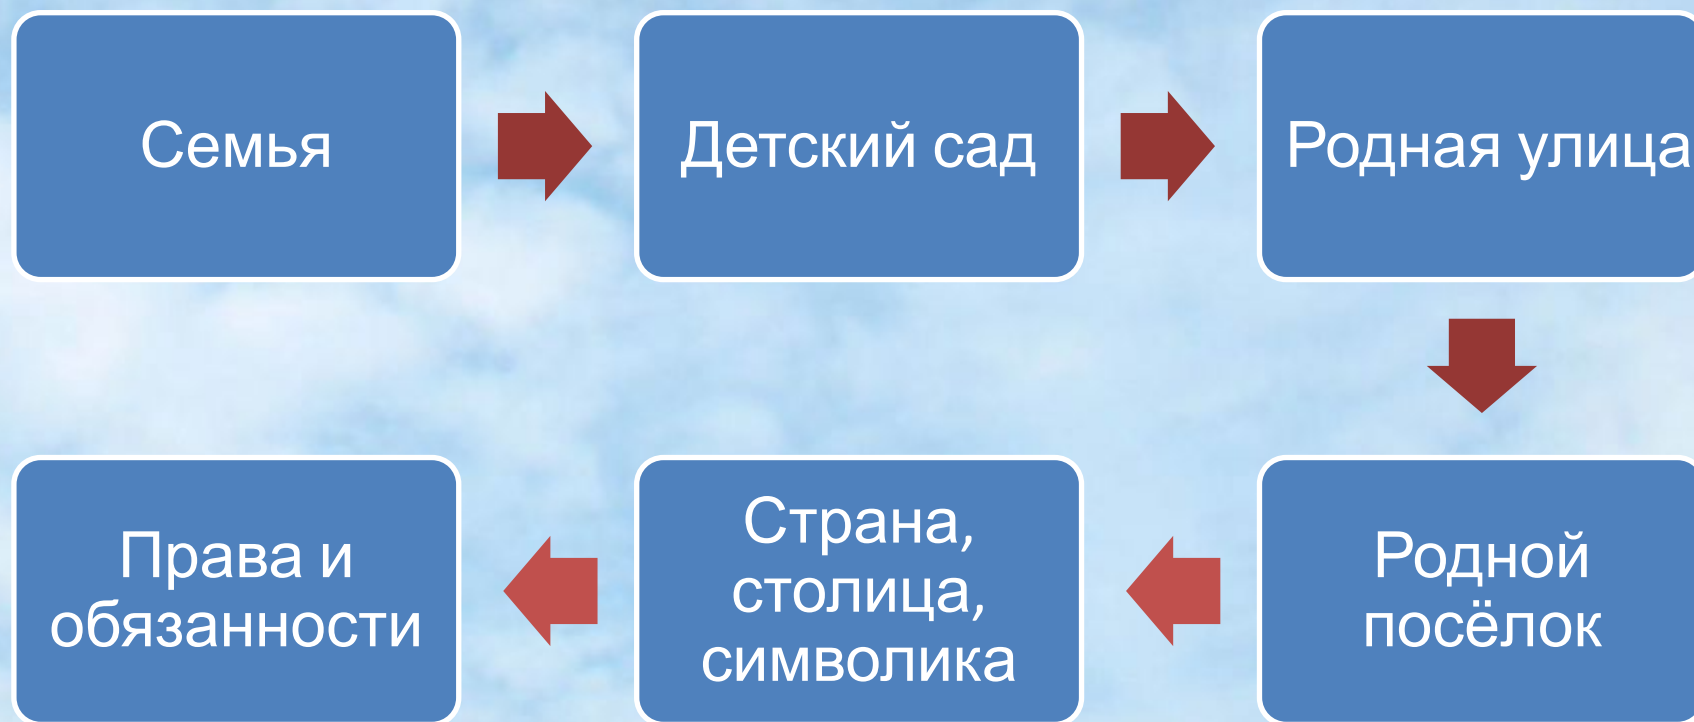 Семья
Детский сад
Родная улица
Родной
посёлок
Страна,
столица,
символика
Права и
обязанности